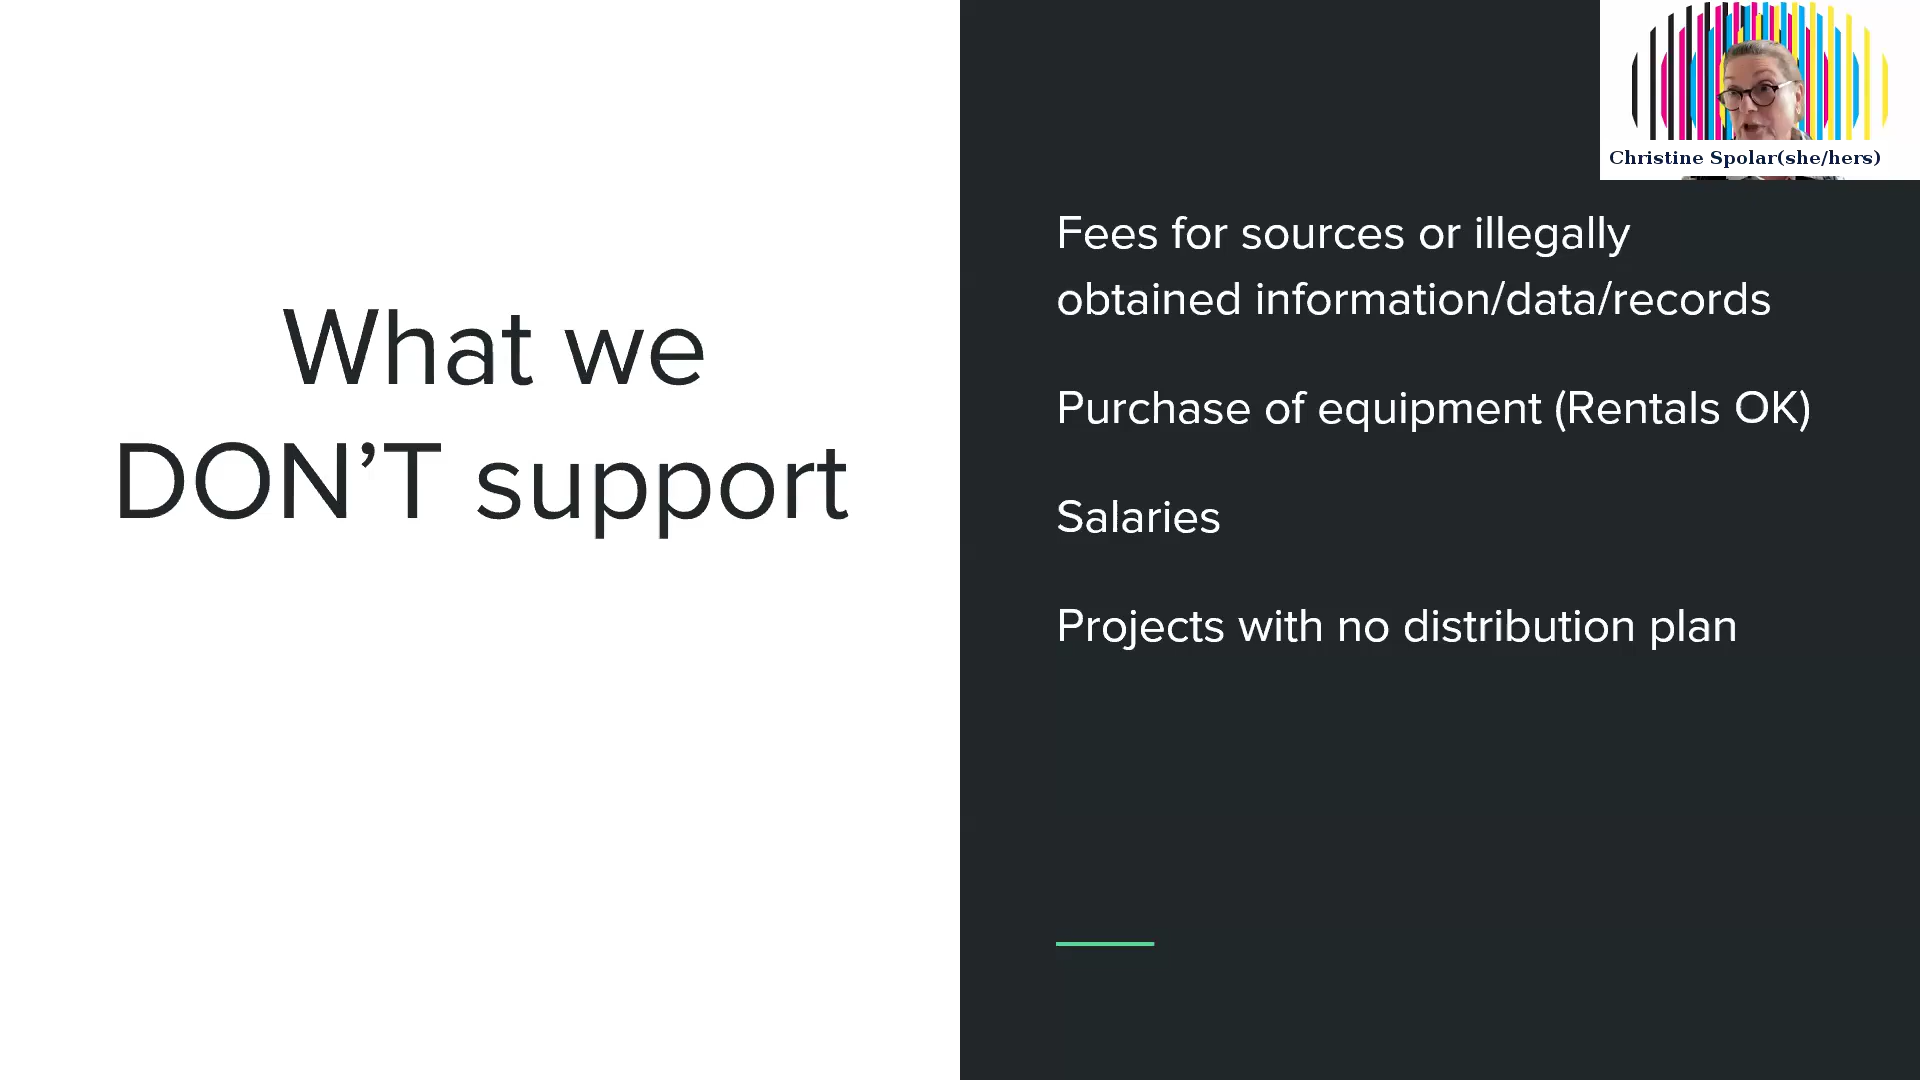 What we
DON’T support
Christine Spolar(she/hers)
Fees for sources or illegally
obtained information/data/records
Purchase of equipment (Rentals OK)
Salaries
Projects with no distribution plan